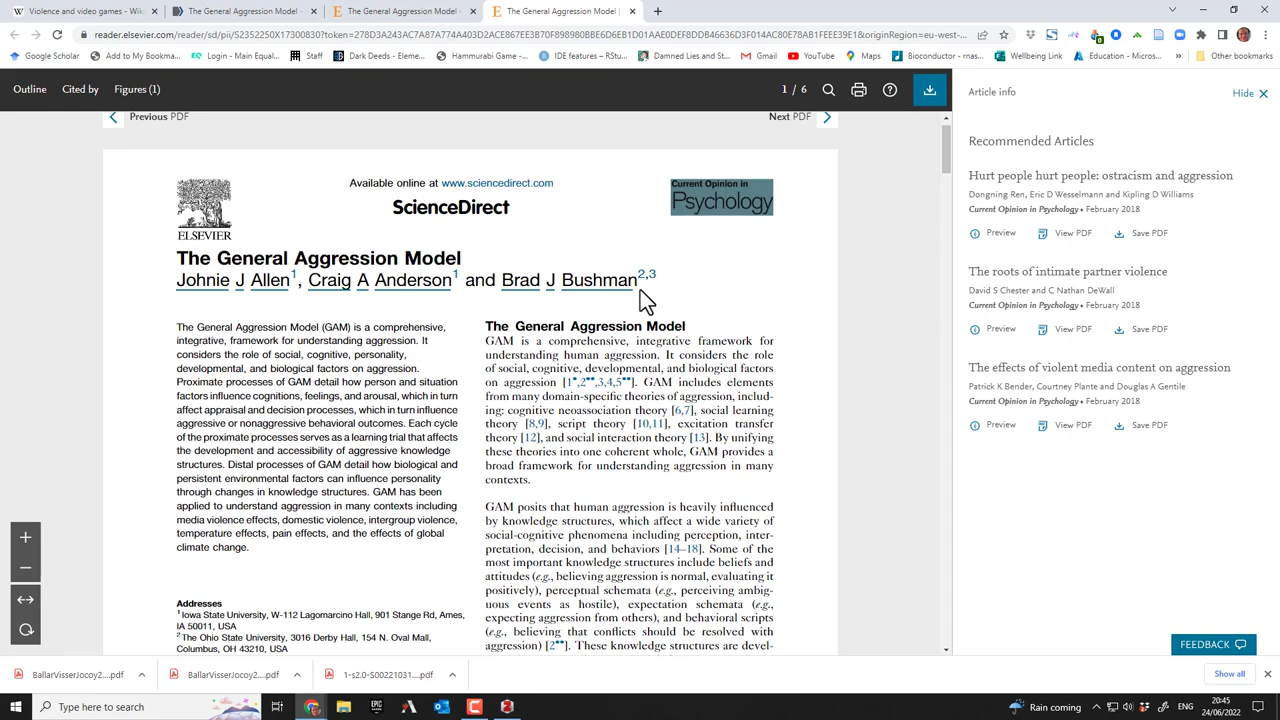 Violence and video games - Wiki
The General Aggression Model -
The General Aggression Model -
The General Aggression Model |
reader.elsevier.com/reader/sd/pii/S2352250X17300830?token=278D3A243AC7A87A774A403D2ACE867EE3B70F898980BBE6D6EB1D01AAE0DEF8DDB46636D3F014AC80E78AB1FEEE39E1&originRegion=eu-west-...
Google Scholar
Add to My Bookma...
Login - Main Equal...
Staff
Dark Deeds - Eleme...
Hammurabi Game -...
IDE features – RStu...
Damned Lies and St...
Gmail
YouTube
Maps
Bioconductor - rnas...
Wellbeing Link
Education - Micros...
»
Other bookmarks
Outline
Cited by
Figures (1)
1 / 6
Article info
Hide
Previous PDF
Next PDF
Available online at www.sciencedirect.com
ScienceDirect
ELSEVIER
Current Opinion in
Psychology
The General Aggression Model
Johnie J Allen1, Craig A Anderson1 and Brad J Bushman2,3
The General Aggression Model (GAM) is a comprehensive,
integrative, framework for understanding aggression. It
considers the role of social, cognitive, personality,
developmental, and biological factors on aggression.
Proximate processes of GAM detail how person and situation
factors influence cognitions, feelings, and arousal, which in turn
affect appraisal and decision processes, which in turn influence
aggressive or nonaggressive behavioral outcomes. Each cycle
of the proximate processes serves as a learning trial that affects
the development and accessibility of aggressive knowledge
structures. Distal processes of GAM detail how biological and
persistent environmental factors can influence personality
through changes in knowledge structures. GAM has been
applied to understand aggression in many contexts including
media violence effects, domestic violence, intergroup violence,
temperature effects, pain effects, and the effects of global
climate change.
Addresses
1 Iowa State University, W-112 Lagomarcino Hall, 901 Stange Rd, Ames,
IA 50011, USA
2 The Ohio State University, 3016 Derby Hall, 154 N. Oval Mall,
Columbus, OH 43210, USA
The General Aggression Model
GAM is a comprehensive, integrative framework for
understanding human aggression. It considers the role
of social, cognitive, developmental, and biological factors
on aggression [1•,2••,3,4,5••]. GAM includes elements
from many domain-specific theories of aggression, includ-
ing: cognitive neoassociation theory [6,7], social learning
theory [8,9], script theory [10,11], excitation transfer
theory [12], and social interaction theory [13]. By unifying
these theories into one coherent whole, GAM provides a
broad framework for understanding aggression in many
contexts.
GAM posits that human aggression is heavily influenced
by knowledge structures, which affect a wide variety of
social-cognitive phenomena including perception, inter-
pretation, decision, and behaviors [14–18]. Some of the
most important knowledge structures include beliefs and
attitudes (e.g., believing aggression is normal, evaluating it
positively), perceptual schemata (e.g., perceiving ambig-
uous events as hostile), expectation schemata (e.g.,
expecting aggression from others), and behavioral scripts
(e.g., believing that conflicts should be resolved with
aggression) [2••]. These knowledge structures are devel-
Recommended Articles
Hurt people hurt people: ostracism and aggression
Dongning Ren, Eric D Wesselmann and Kipling D Williams
Current Opinion in Psychology • February 2018
Preview
View PDF
Save PDF
The roots of intimate partner violence
David S Chester and C Nathan DeWall
Current Opinion in Psychology • February 2018
Preview
View PDF
Save PDF
The effects of violent media content on aggression
Patrick K Bender, Courtney Plante and Douglas A Gentile
Current Opinion in Psychology • February 2018
Preview
View PDF
Save PDF
FEEDBACK
BallarVisserJocoy2....pdf
BallarVisserJocoy2....pdf
1-s2.0-S00221031....pdf
Show all
Type here to search
EPIC
Rain coming
ENG
20:45
24/06/2022